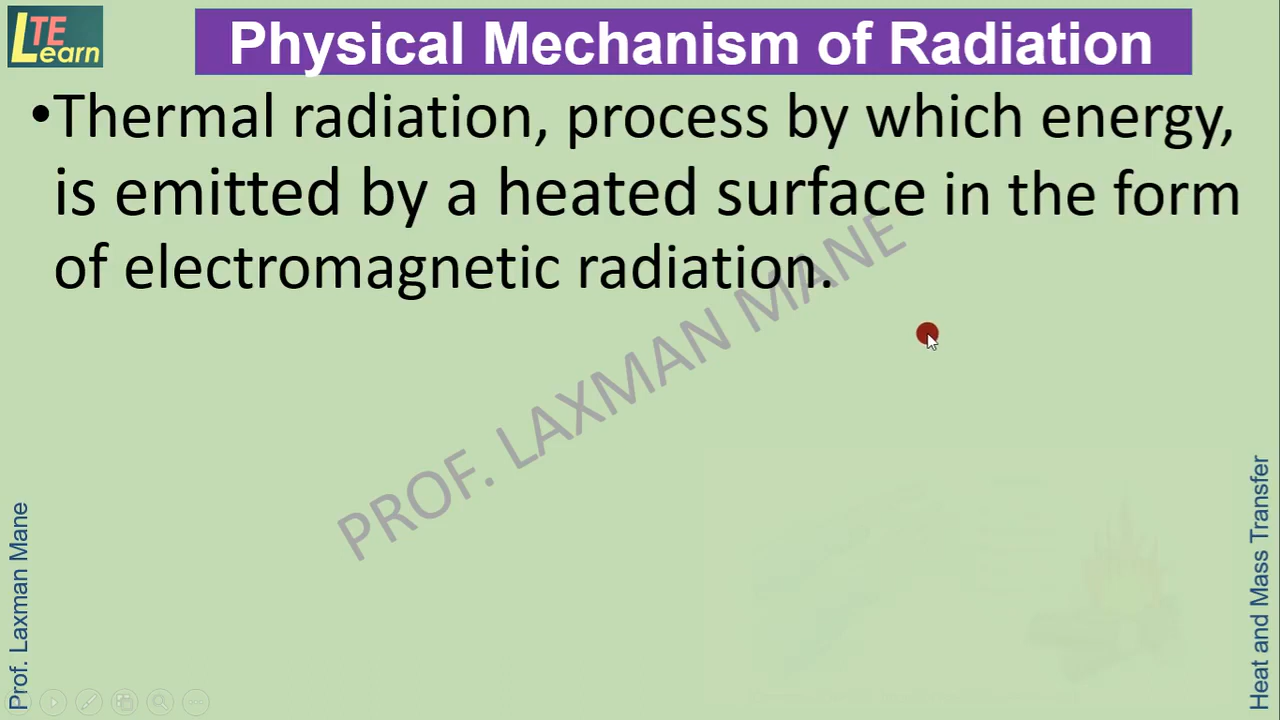 LTE
Learn
Physical Mechanism of Radiation
•Thermal radiation, process by which energy,
is emitted by a heated surface in the form
of electromagnetic radiation.
PROF. LAXMAN MANE
Prof. Laxman Mane
Heat and Mass Transfer